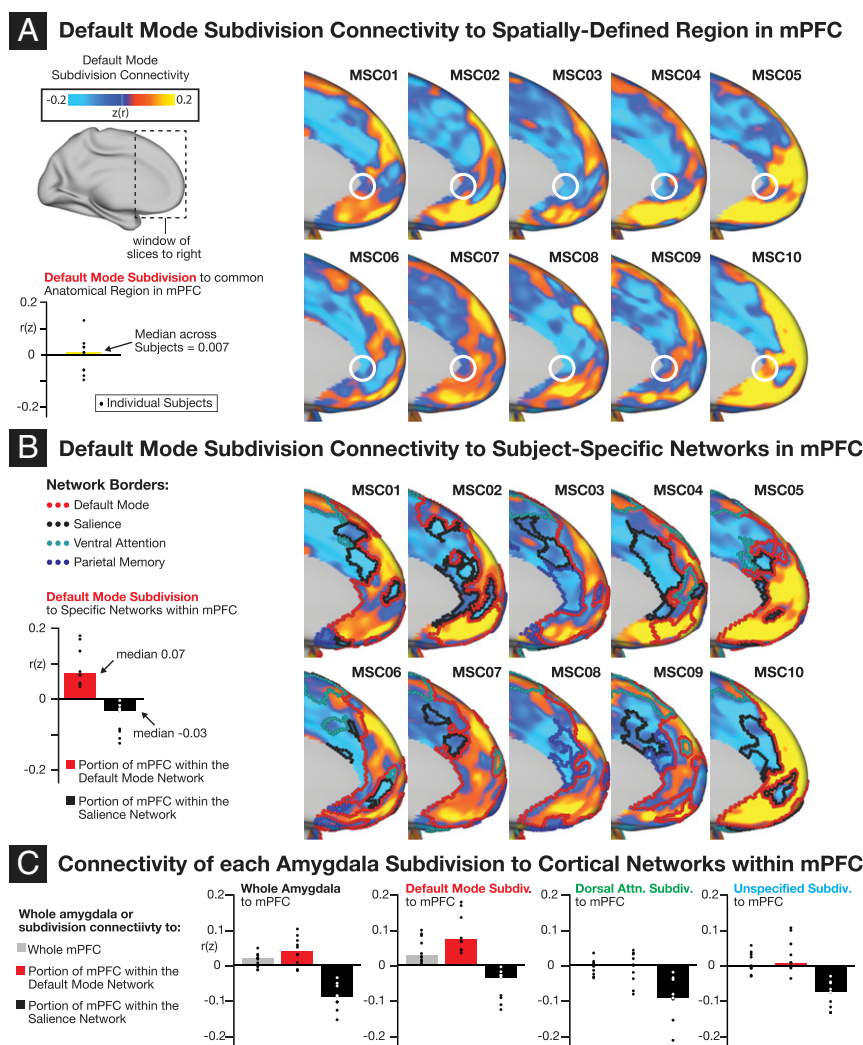 A Default Mode Subdivision Connectivity to Spatially-Defined Region in mPFC
Default Mode
Subdivision Connectivity
-0.2 0.2
z(r)
window of
slices to right
MSC01 MSC02 MSC03 MSC04 MSC05
MSC06 MSC07 MSC08 MSC09 MSC10
Default Mode Subdivision to common
Anatomical Region in mPFC
0.2
r(z)
0
-0.2
Median across
Subjects = 0.007
• Individual Subjects
B Default Mode Subdivision Connectivity to Subject-Specific Networks in mPFC
Network Borders:
Default Mode
Salience
Ventral Attention
Parietal Memory
MSC01 MSC02 MSC03 MSC04 MSC05
MSC06 MSC07 MSC08 MSC09 MSC10
Default Mode Subdivision
to Specific Networks within mPFC
0.2
r(z)
0
-0.2
median 0.07
median -0.03
Portion of mPFC within the
Default Mode Network
Portion of mPFC within the
Salience Network
C Connectivity of each Amygdala Subdivision to Cortical Networks within mPFC
Whole amygdala or
subdivision connectiivty to:
Whole mPFC
Portion of mPFC within the
Default Mode Network
Portion of mPFC within the
Salience Network
Whole Amygdala
to mPFC
0.2
0.1
r(z)
0
-0.1
-0.2
Default Mode Subdiv.
to mPFC
0.2
0.1
0
-0.1
-0.2
Dorsal Attn. Subdiv.
to mPFC
0.2
0.1
0
-0.1
-0.2
Unspecified Subdiv.
to mPFC
0.2
0.1
0
-0.1
-0.2